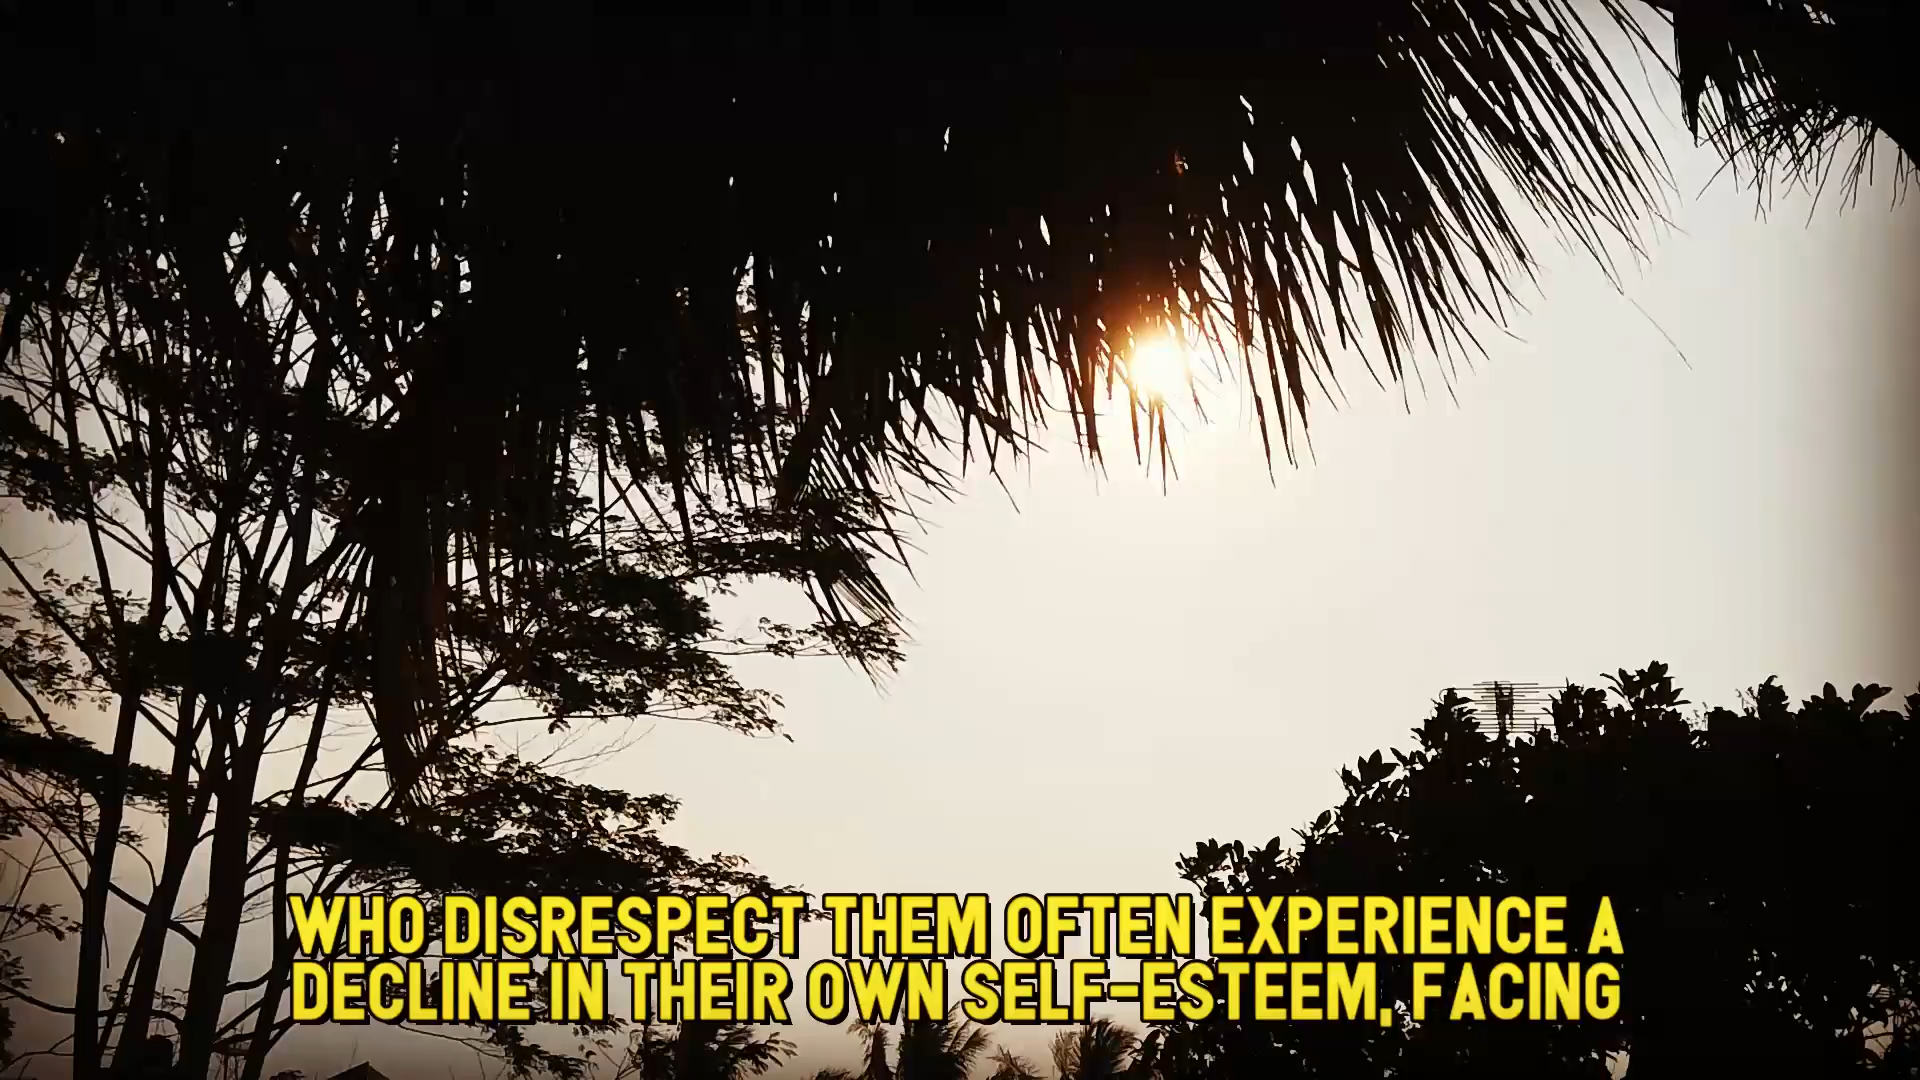 WHO DISRESPECT THEM OFTEN EXPERIENCE A
DECLINE IN THEIR OWN SELF-ESTEEM, FACING